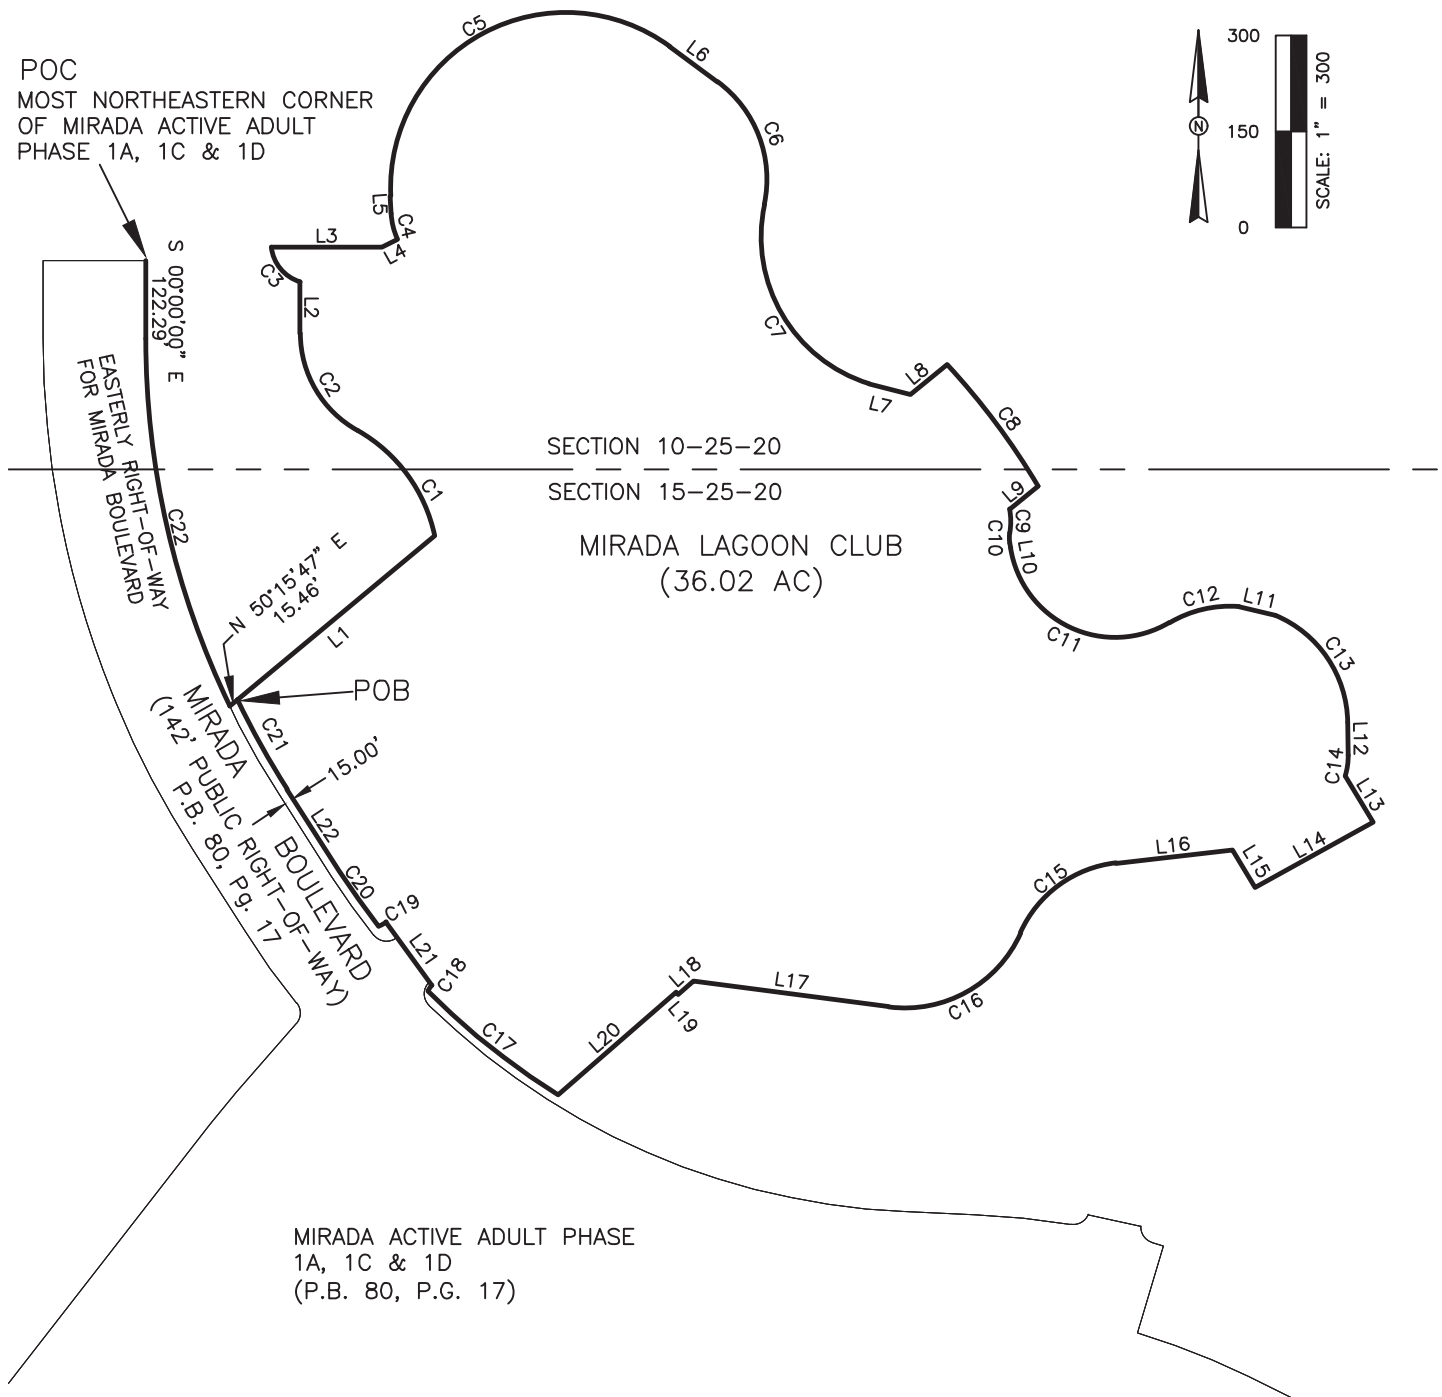 POC
MOST NORTHEASTERN CORNER
OF MIRADA ACTIVE ADULT
PHASE 1A, 1C & 1D
300
150
0
SCALE: 1" = 300
N
C5
L6
C6
L5
C4
L4
L3
C3
L2
C2
C1
C7
L7
L8
C8
S 00°00'00" E
122.29'
EASTERLY RIGHT-OF-WAY
FOR MIRADA BOULEVARD
C22
SECTION 10-25-20
SECTION 15-25-20
MIRADA LAGOON CLUB
(36.02 AC)
L9
C9
C10
L10
C11
C12
L11
C13
L12
C14
L13
L14
L15
L16
C15
C16
L17
L18
L19
L20
C17
C18
L21
C19
C20
L22
C21
N 50°15'47" E
15.46'
L1
POB
15.00'
MIRADA BOULEVARD
(142' PUBLIC RIGHT-OF-WAY)
P.B. 80, Pg. 17
MIRADA ACTIVE ADULT PHASE
1A, 1C & 1D
(P.B. 80, P.G. 17)